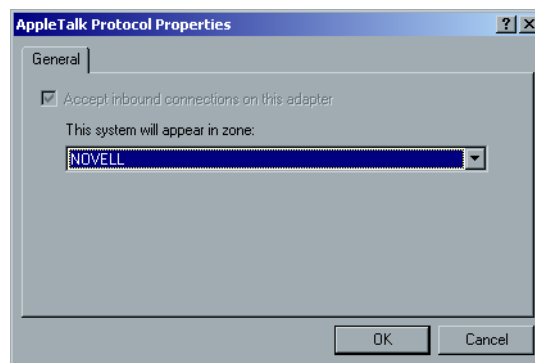 AppleTalk Protocol Properties
General
Accept inbound connections on this adapter
This system will appear in zone:
NOVELL
OK
Cancel